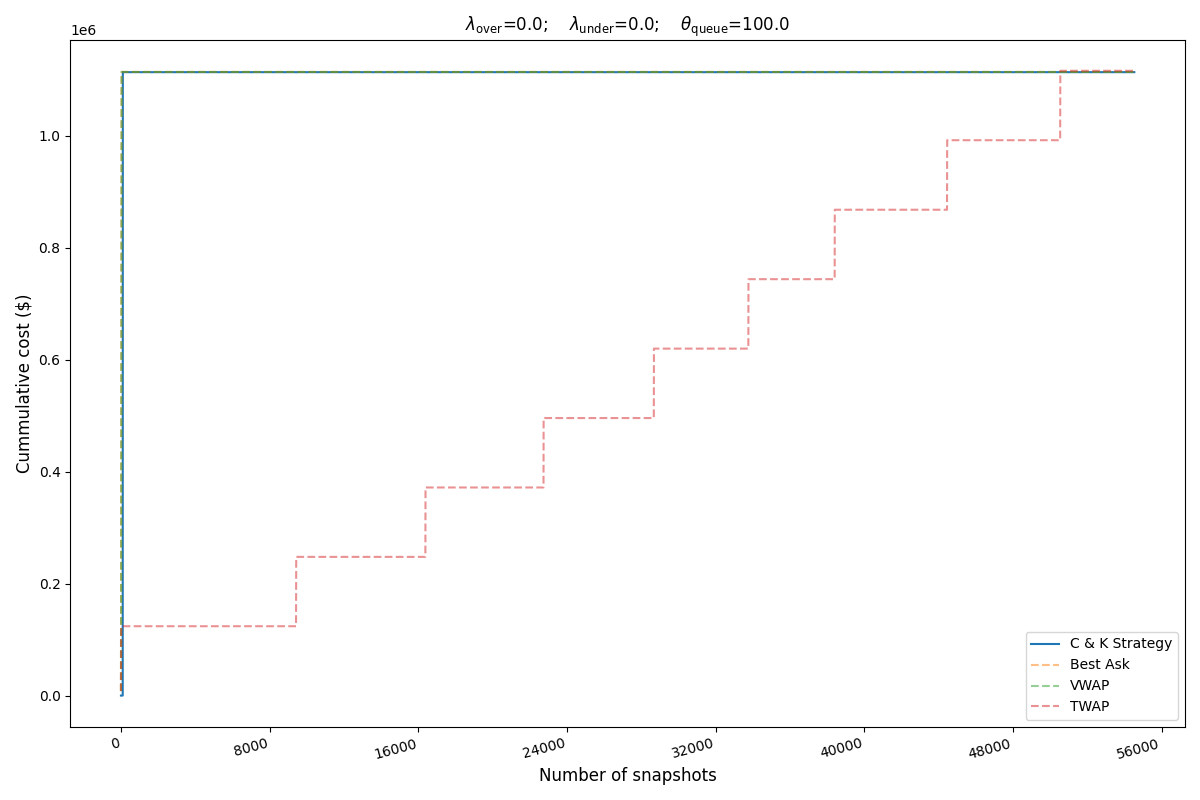 λover=0.0; λunder=0.0; θqueue=100.0
1e6
1.0
0.8
0.6
0.4
0.2
0.0
Cummulative cost ($)
C & K Strategy
Best Ask
VWAP
TWAP
0 8000 16000 24000 32000 40000 48000 56000
Number of snapshots